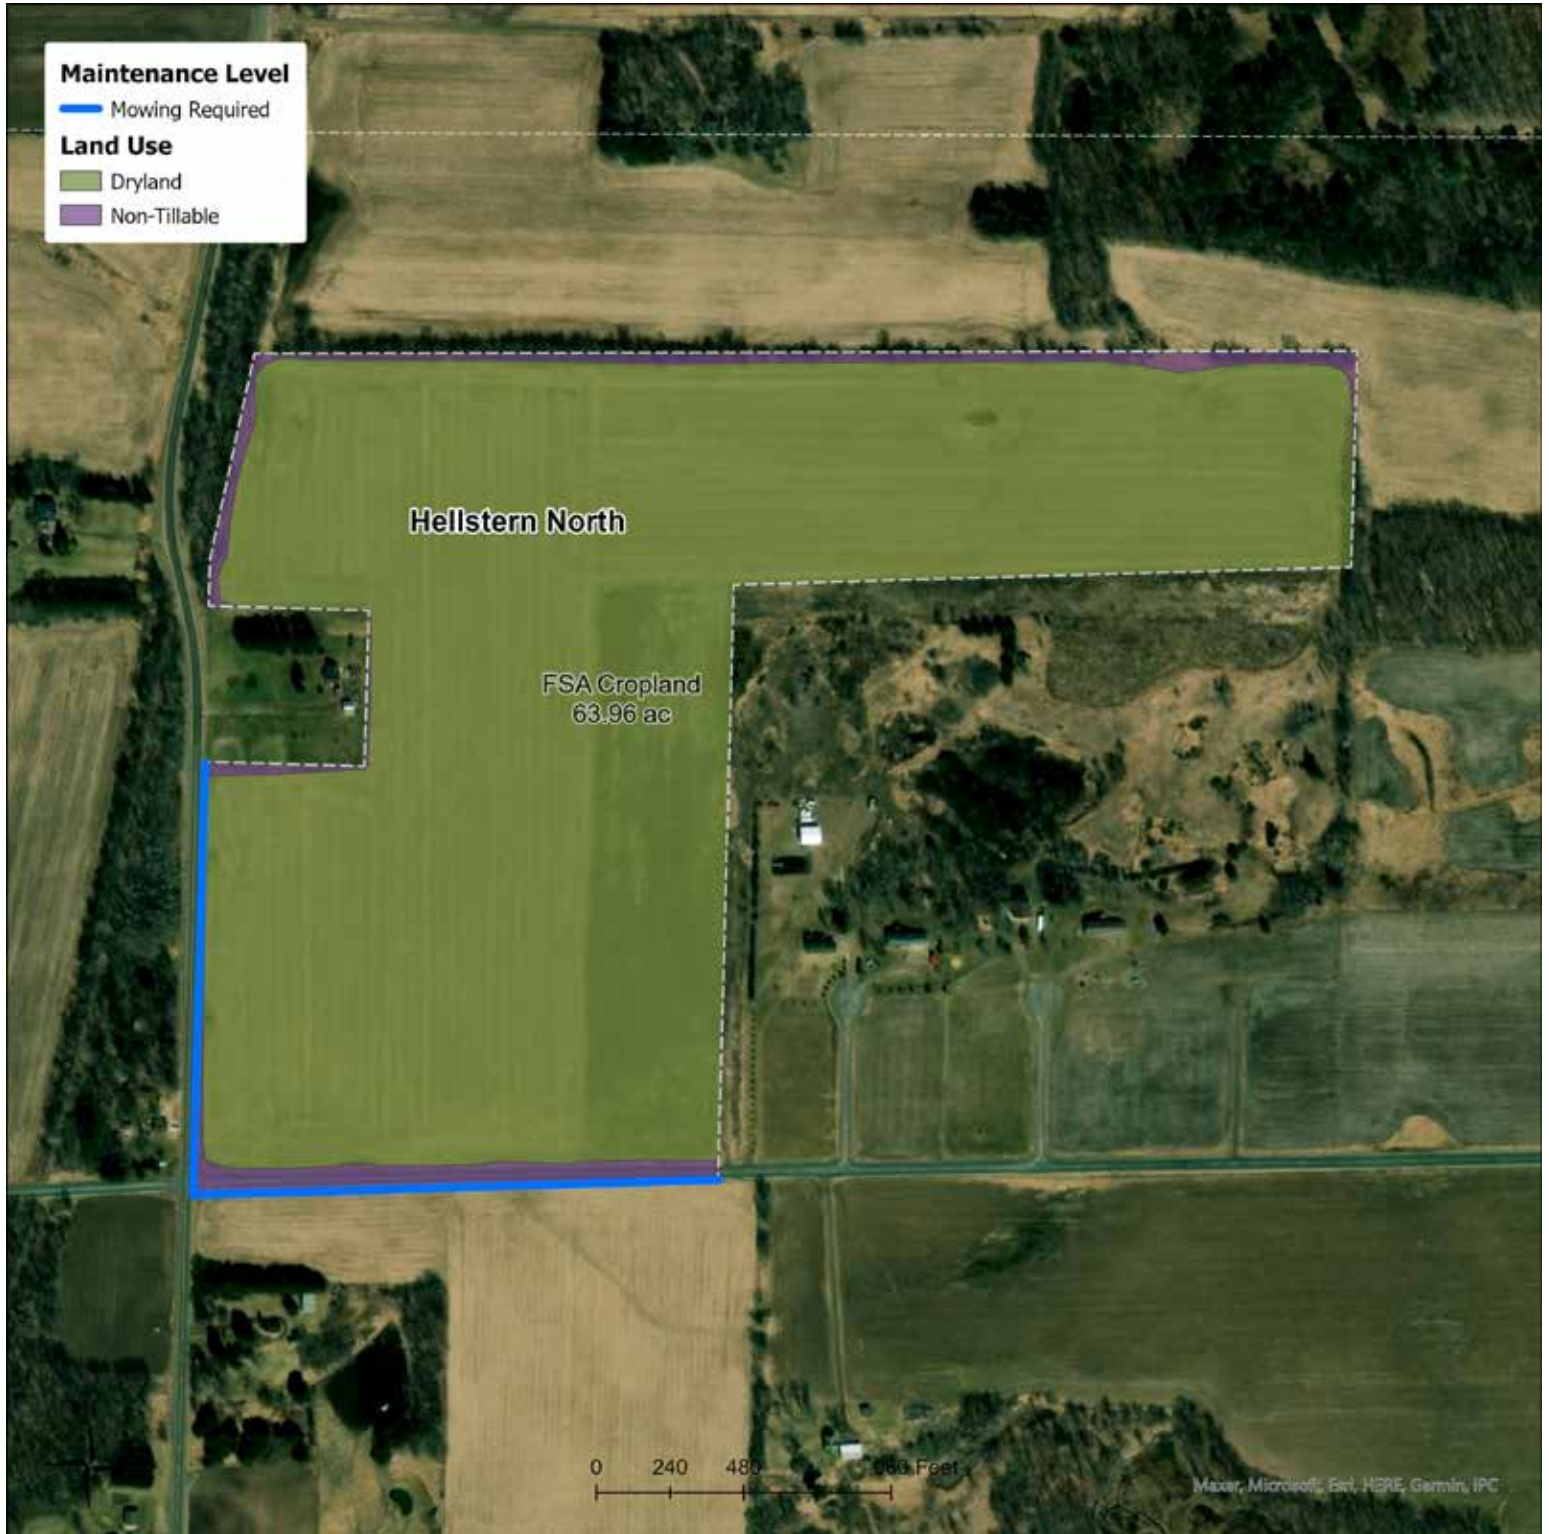 Maintenance Level
Mowing Required
Land Use
Dryland
Non-Tillable
Hellstern North
FSA Cropland
63.96 ac
0 240 480 960 Feet
Maxar, Microsoft, Esri, HERE, Garmin, IPC